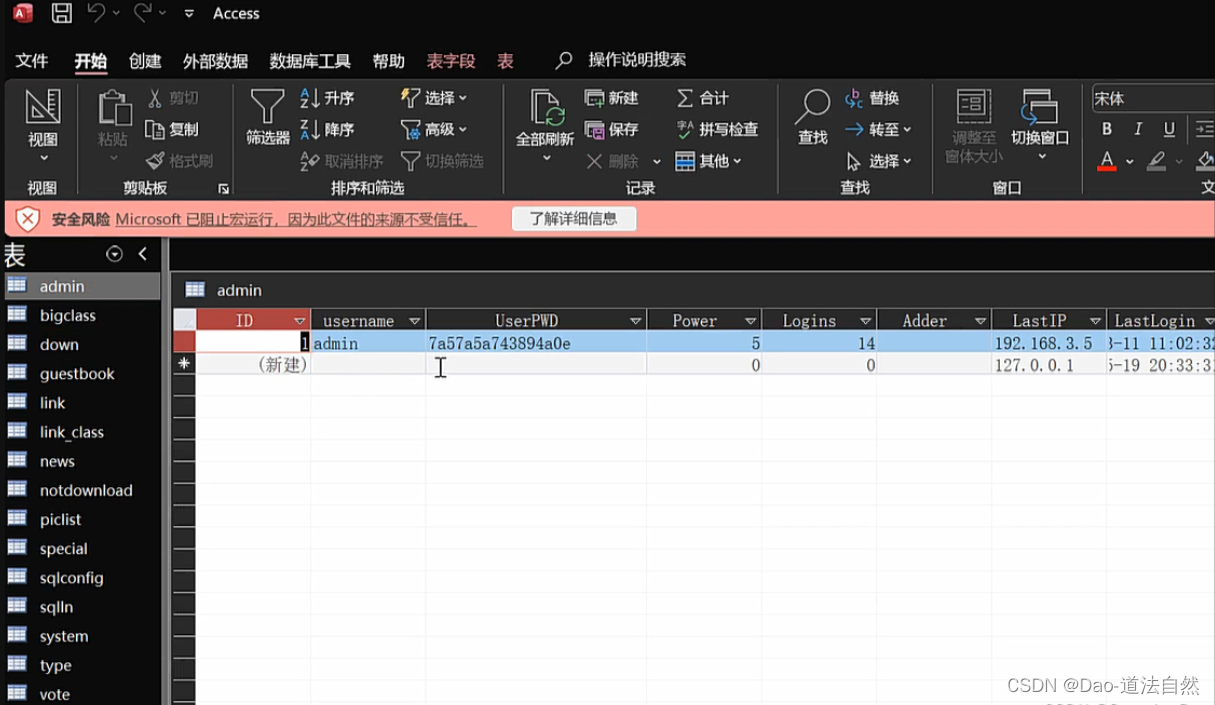 Access
文件 开始 创建 外部数据 数据库工具 帮助 表字段 表 操作说明搜索
视图 粘贴 剪切 复制 格式刷 筛选器 升序 降序 取消排序 选择 高级 切换筛选 全部刷新 新建 保存 删除 合计 拼写检查 其他 查找 替换 转至 选择 调整至窗体大小 切换窗口 宋体 B I U A
视图 剪贴板 排序和筛选 记录 查找 窗口 文
安全风险 Microsoft 已阻止宏运行，因为此文件的来源不受信任。 了解详细信息
表
admin
bigclass
down
guestbook
link
link_class
news
notdownload
piclist
special
sqlconfig
sqlln
system
type
vote
admin
ID username UserPWD Power Logins Adder LastIP LastLogin
1 admin 7a57a5a743894a0e 5 14 192.168.3.5 3-11 11:02:32
(新建) 0 0 127.0.0.1 5-19 20:33:31
CSDN @Dao-道法自然